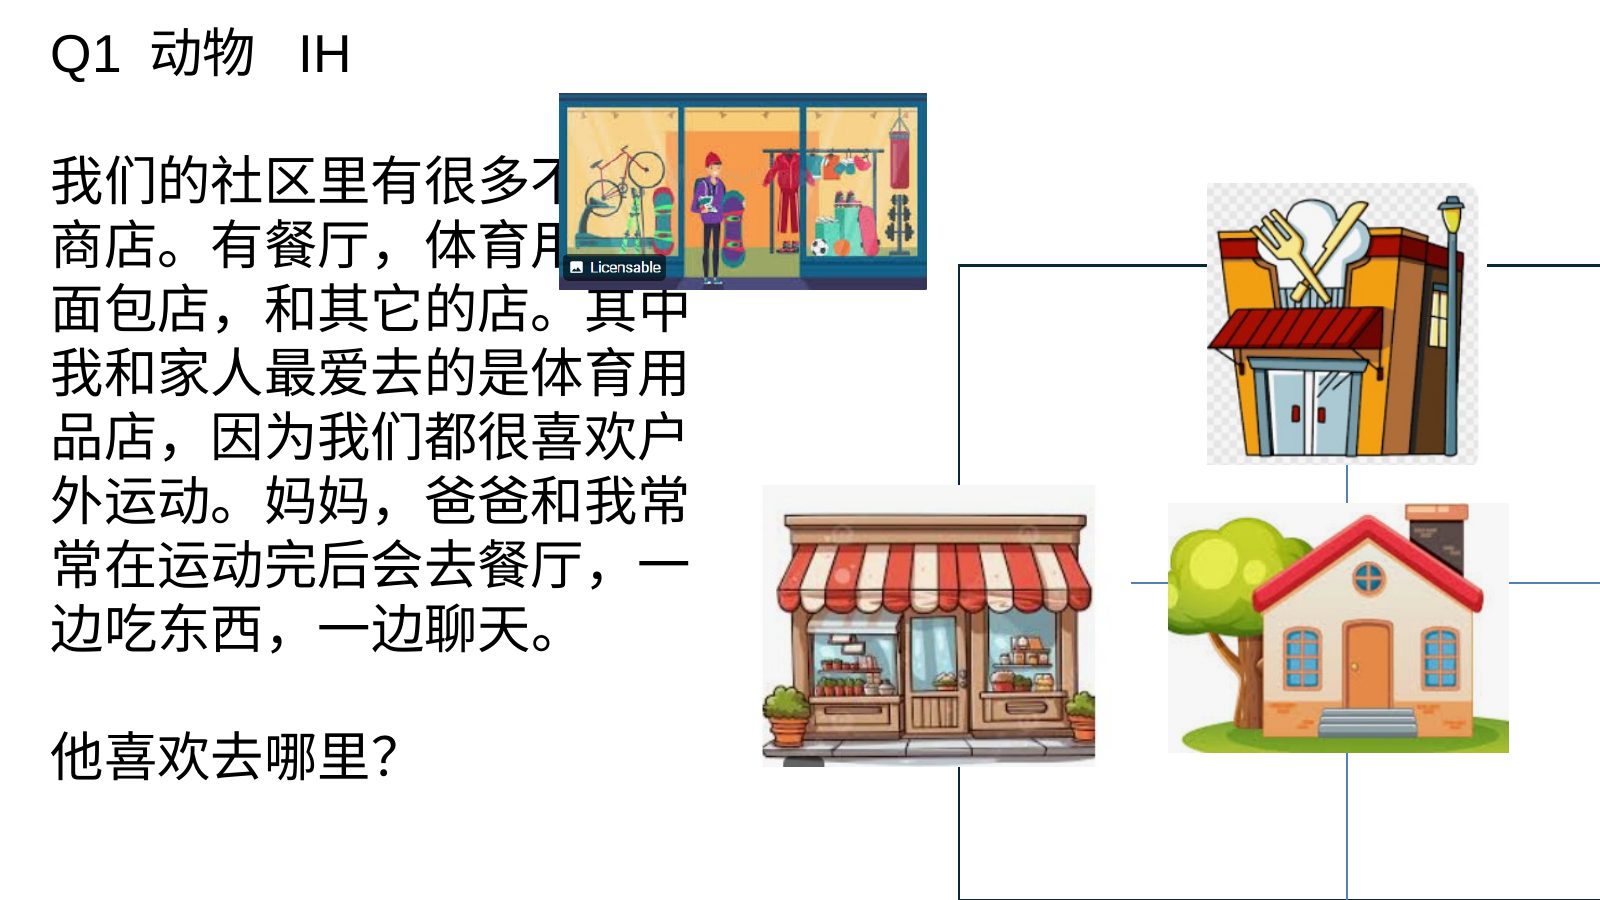 Q1 动物 IH
我们的社区里有很多不
商店。有餐厅，体育用
Licensable
面包店，和其它的店。其中
我和家人最爱去的是体育用
品店，因为我们都很喜欢户
外运动。妈妈，爸爸和我常
常在运动完后会去餐厅，一
边吃东西，一边聊天。
他喜欢去哪里？